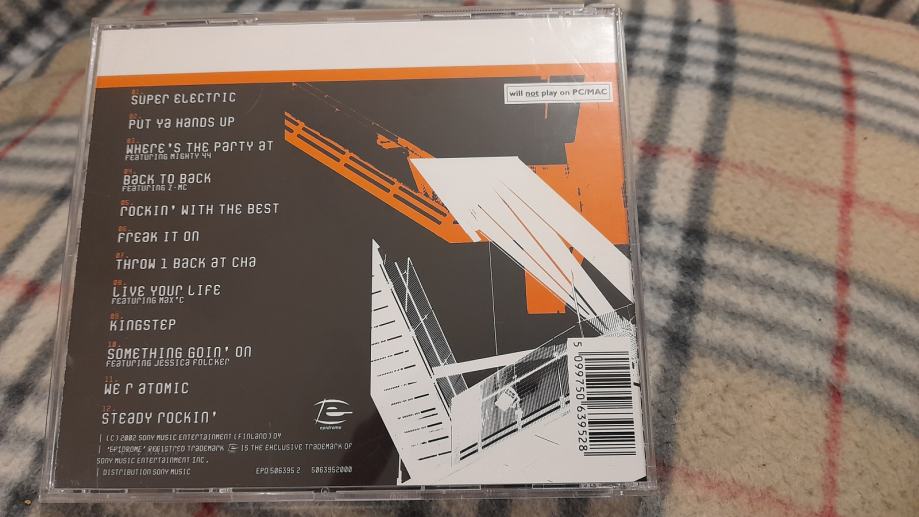 will not play on PC/MAC
01.
SUPER ELECTRIC
02.
PUT YA HANDS UP
03.
WHERE'S THE PARTY AT
FEATURING MIGHTY 44
04.
BACK TO BACK
FEATURING Z-MC
05.
ROCKIN' WITH THE BEST
06.
FREAK IT ON
07.
THROW 1 BACK AT CHA
08.
LIVE YOUR LIFE
FEATURING MAX'C
09.
KINGSTEP
10.
SOMETHING GOIN' ON
FEATURING JESSICA FOLCKER
11.
WE R ATOMIC
12.
STEADY ROCKIN'
(C) 2002 SONY MUSIC ENTERTAINMENT (FINLAND) OY
'EPIDROME' REGISTRED TRADEMARK IS THE EXCLUSIVE TRADEMARK OF
SONY MUSIC ENTERTAINMENT INC.
DISTRIBUTION SONY MUSIC
EPD 506395 2 5063952000
epidrome
5 099750 639528